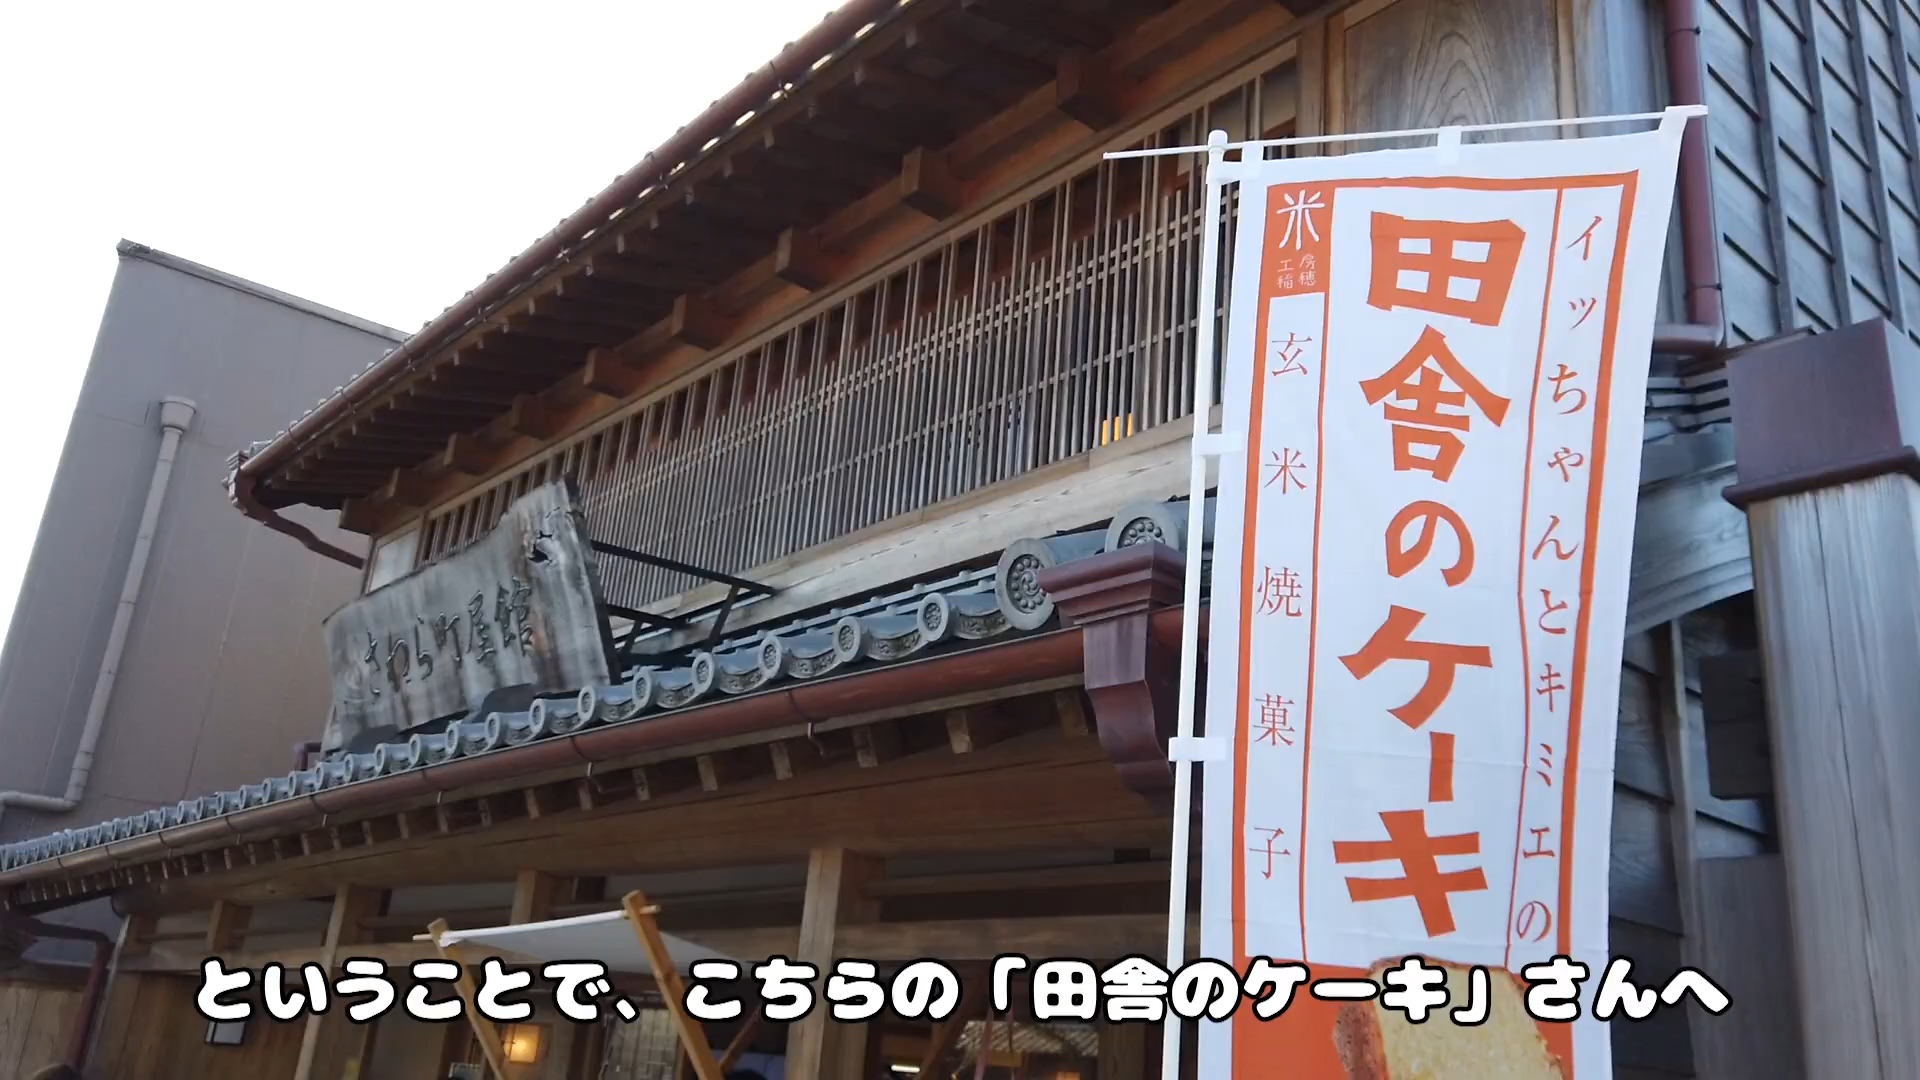 イッちゃんとキミエの
田舎のケーキ
米
工房
稲穂
玄米焼菓子
さわら町屋館
ということで、こちらの「田舎のケーキ」さんへ